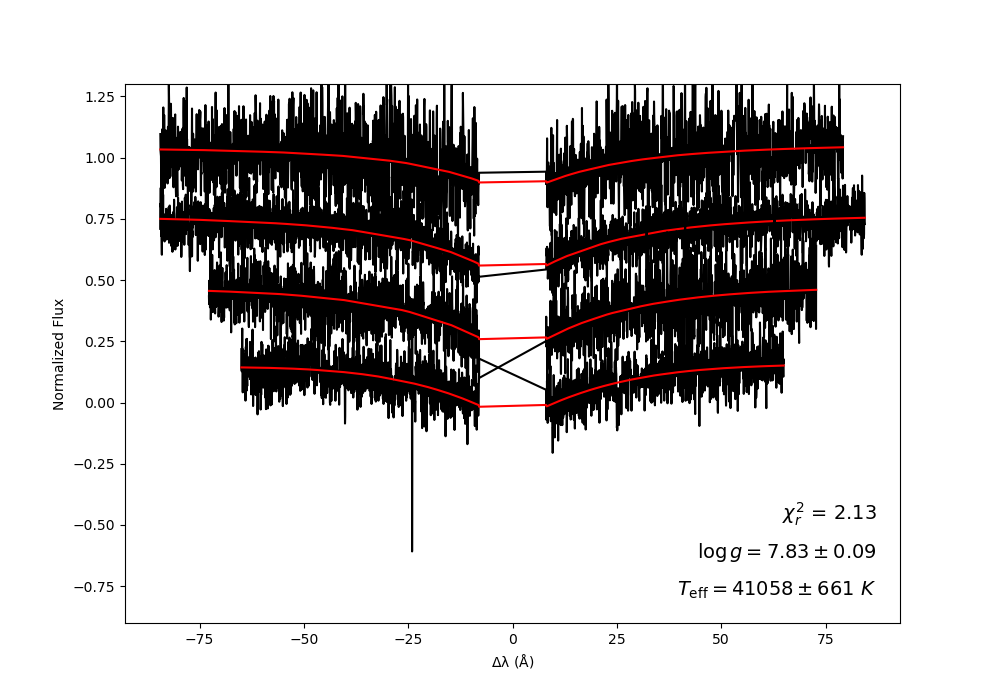 1.25
1.00
0.75
0.50
0.25
0.00
−0.25
−0.50
−0.75
Normalized Flux
χ²ᵣ = 2.13
log g = 7.83 ± 0.09
T_eff = 41058 ± 661 K
−75 −50 −25 0 25 50 75
Δλ (Å)